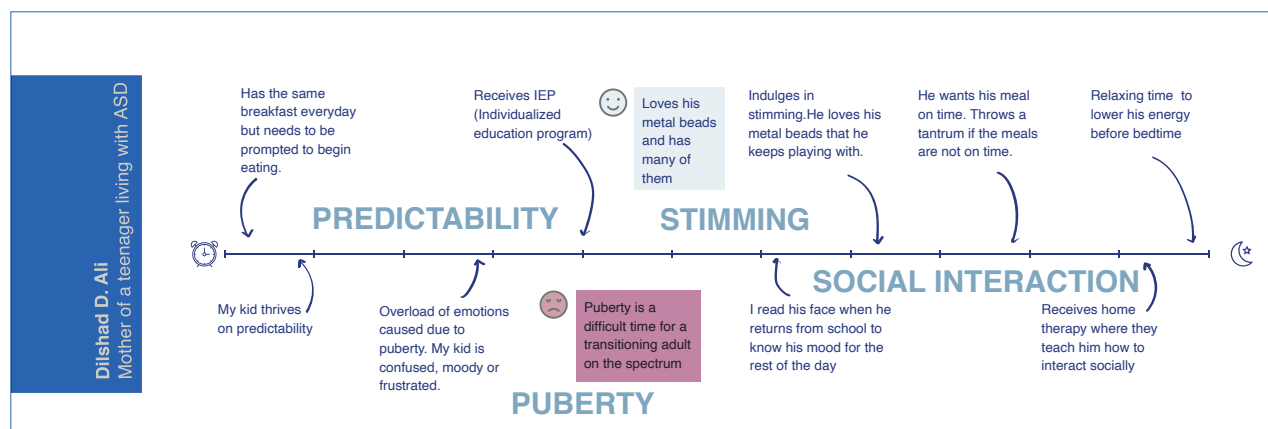 Dilshad D. Ali
Mother of a teenager living with ASD
Has the same
breakfast everyday
but needs to be
prompted to begin
eating.
Receives IEP
(Individualized
education program)
Loves his
metal beads
and has
many of
them
Indulges in
stimming.He loves his
metal beads that he
keeps playing with.
He wants his meal
on time. Throws a
tantrum if the meals
are not on time.
Relaxing time  to
lower his energy
before bedtime
PREDICTABILITY
STIMMING
SOCIAL INTERACTION
My kid thrives
on predictability
Overload of emotions
caused due to
puberty. My kid is
confused, moody or
frustrated.
Puberty is a
difficult time for a
transitioning adult
on the spectrum
I read his face when he
returns from school to
know his mood for the
rest of the day
Receives home
therapy where they
teach him how to
interact socially
PUBERTY